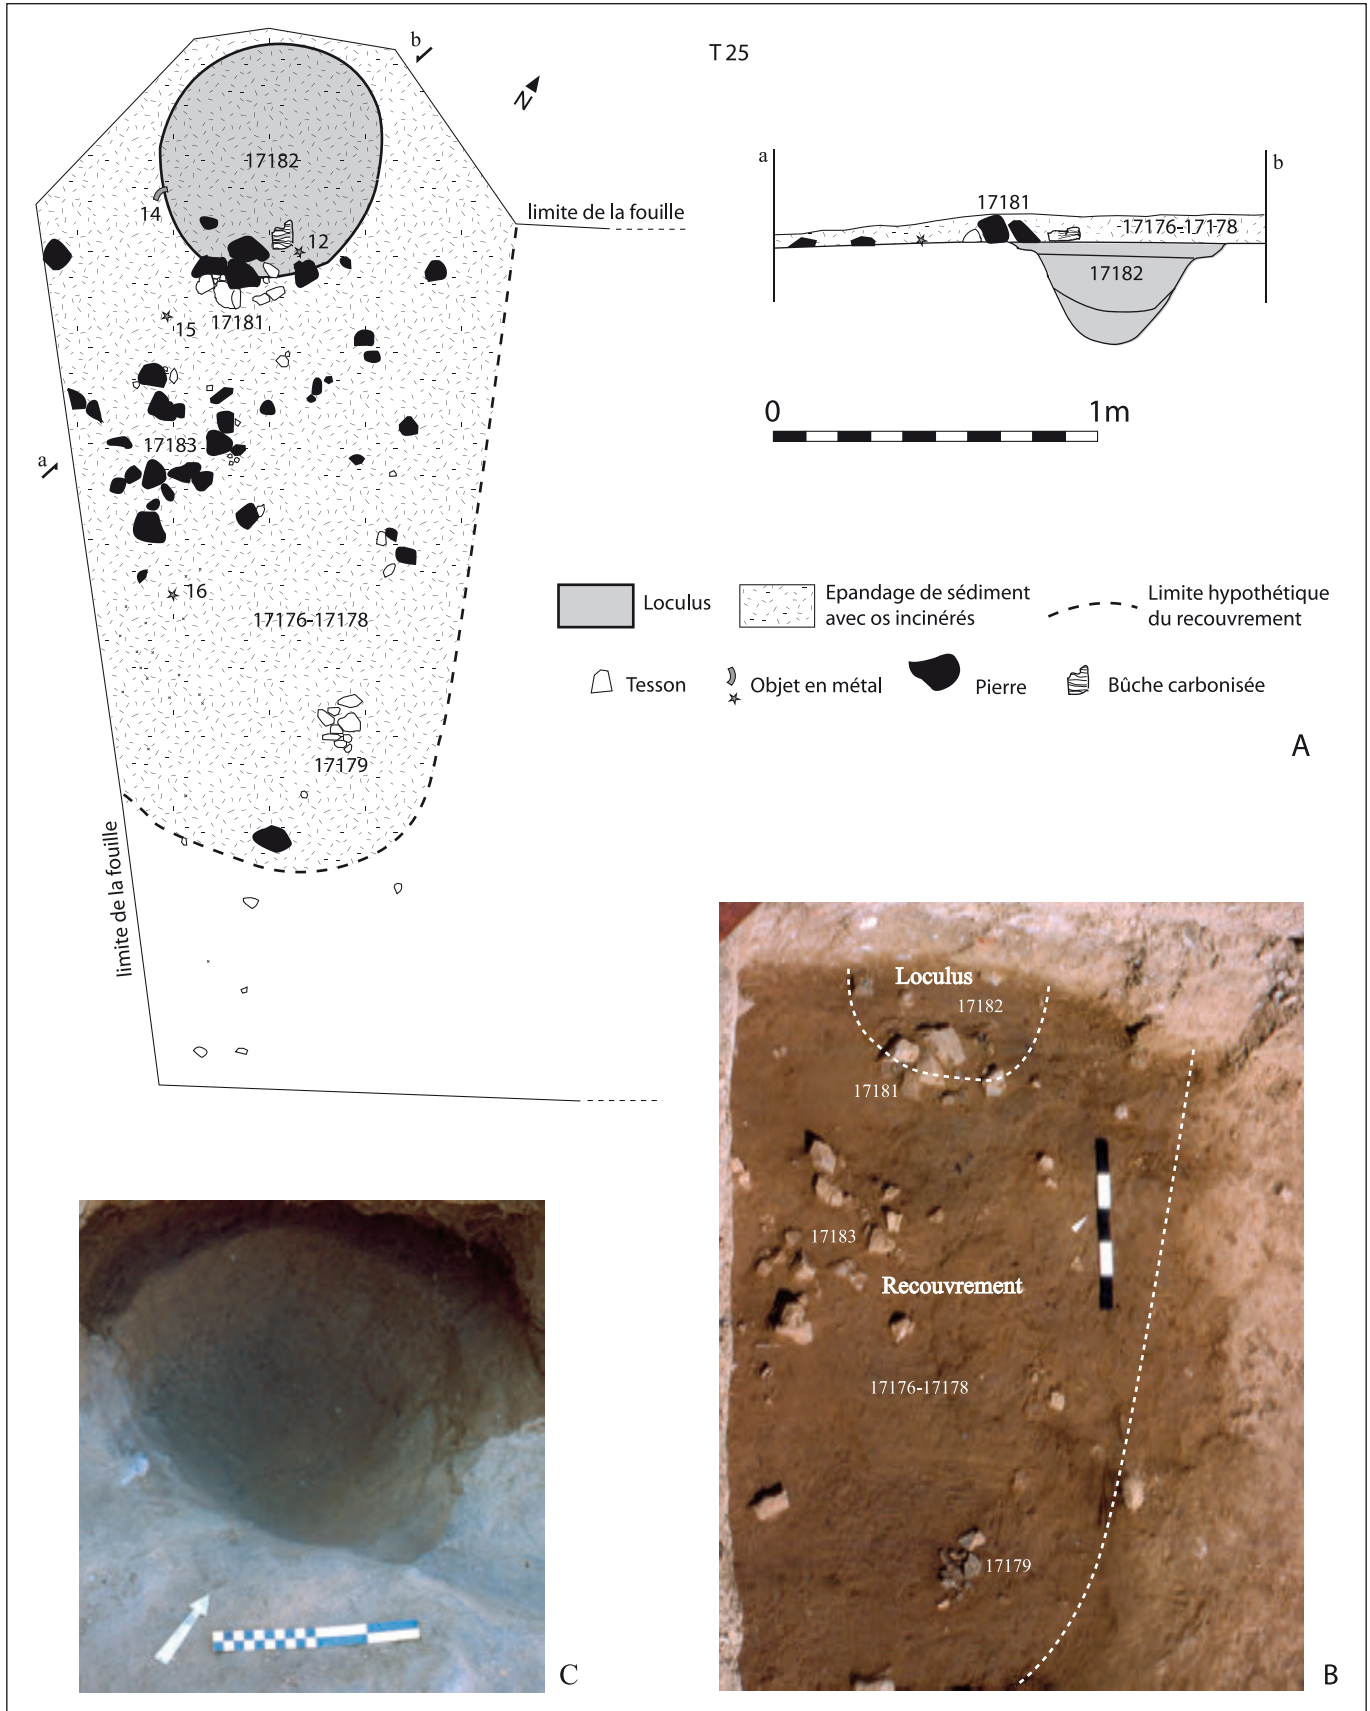 T 25
b
N
17182
14
12
limite de la fouille
17181
15
17183
a
16
17176-17178
17179
limite de la fouille
a
b
17181
17176-17178
17182
0
1m
Loculus
Epandage de sédiment
avec os incinérés
Limite hypothétique
du recouvrement
Tesson
Objet en métal
Pierre
Bûche carbonisée
A
Loculus
17182
17181
17183
Recouvrement
17176-17178
17179
C
B